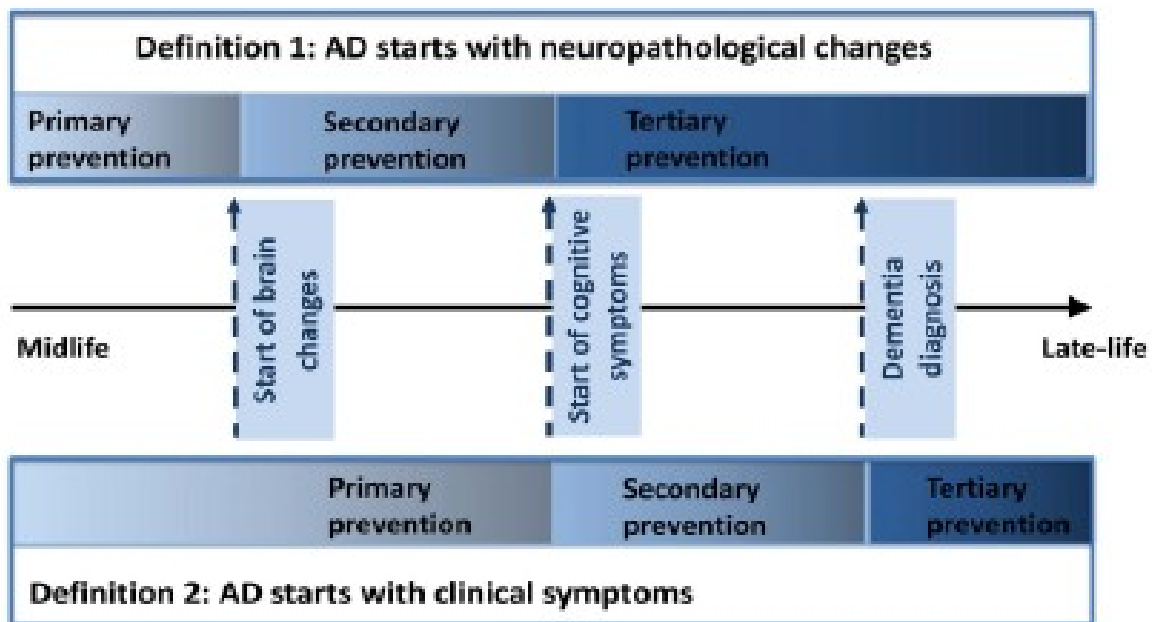 Definition 1: AD starts with neuropathological changes
Primary
prevention
Secondary
prevention
Tertiary
prevention
Start of brain
changes
Start of cognitive
symptoms
Dementia
diagnosis
Midlife
Late-life
Primary
prevention
Secondary
prevention
Tertiary
prevention
Definition 2: AD starts with clinical symptoms